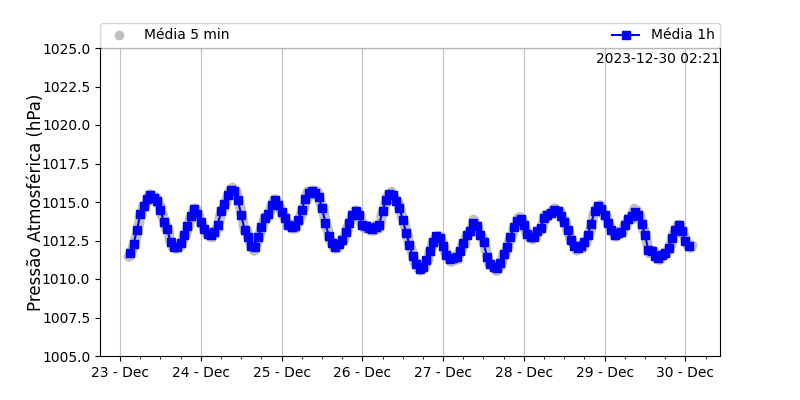 Média 5 min
Média 1h
2023-12-30 02:21
Pressão Atmosférica (hPa)
1025.0
1022.5
1020.0
1017.5
1015.0
1012.5
1010.0
1007.5
1005.0
23 - Dec
24 - Dec
25 - Dec
26 - Dec
27 - Dec
28 - Dec
29 - Dec
30 - Dec